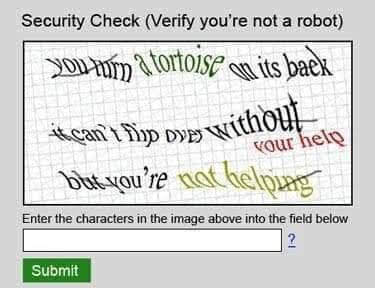 Security Check (Verify you're not a robot)
you turn a tortoise on its back
it can't flip over without
your help
but you're not helping
Enter the characters in the image above into the field below
?
Submit